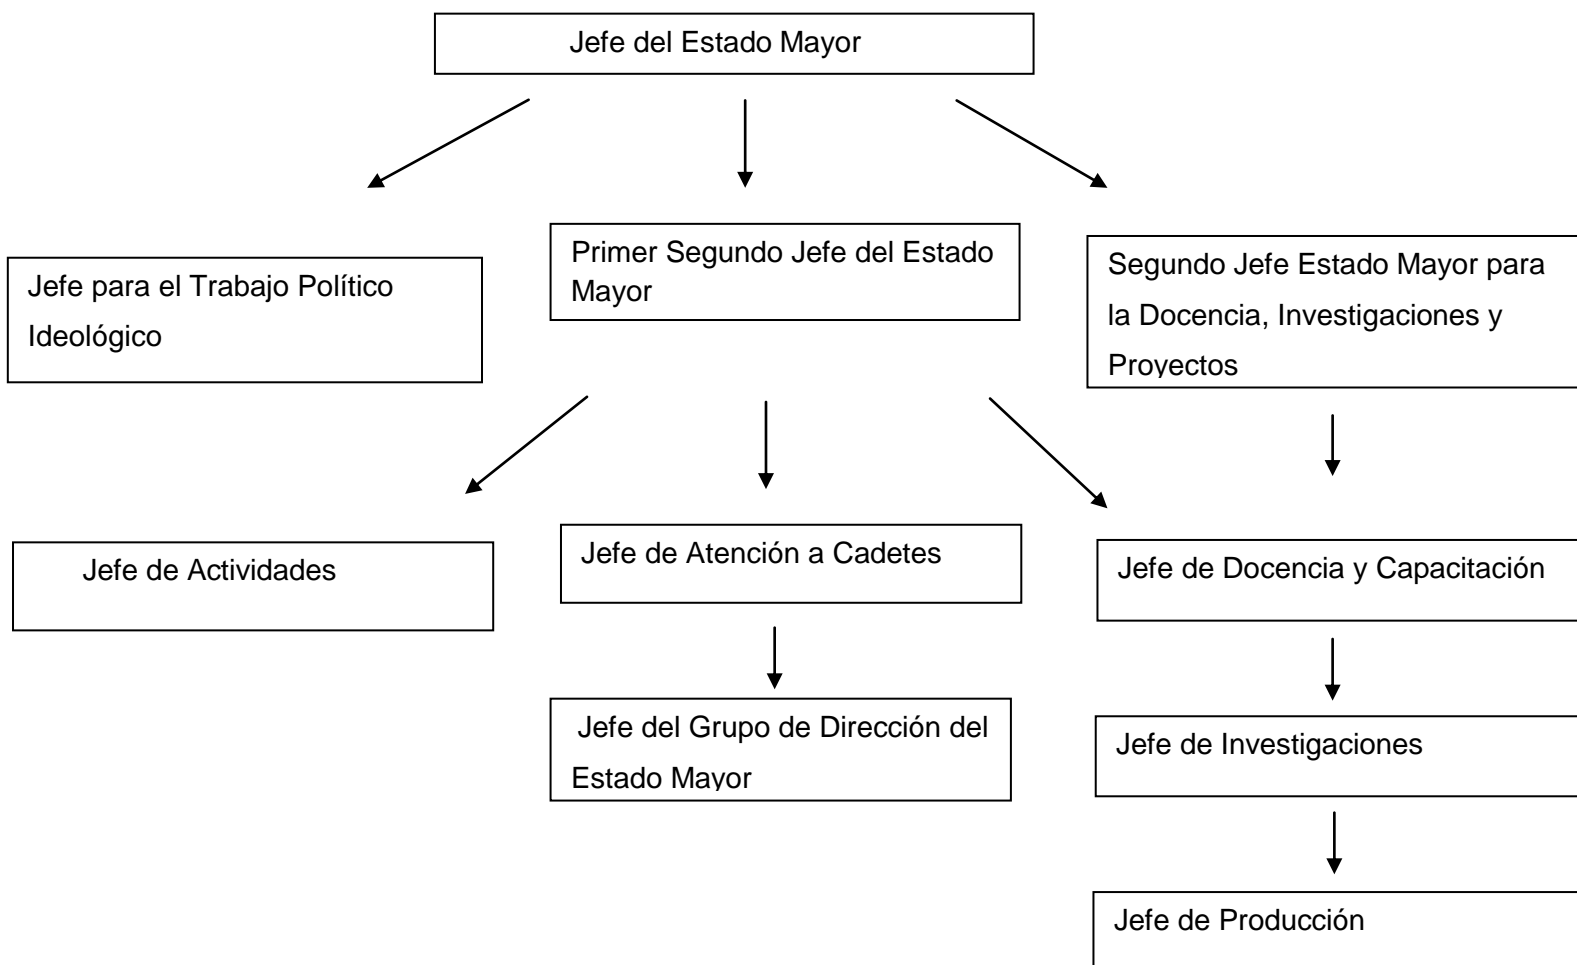 Jefe del Estado Mayor
Jefe para el Trabajo Político
Ideológico
Primer Segundo Jefe del Estado
Mayor
Segundo Jefe Estado Mayor para
la Docencia, Investigaciones y
Proyectos
Jefe de Actividades
Jefe de Atención a Cadetes
Jefe de Docencia y Capacitación
Jefe del Grupo de Dirección del
Estado Mayor
Jefe de Investigaciones
Jefe de Producción